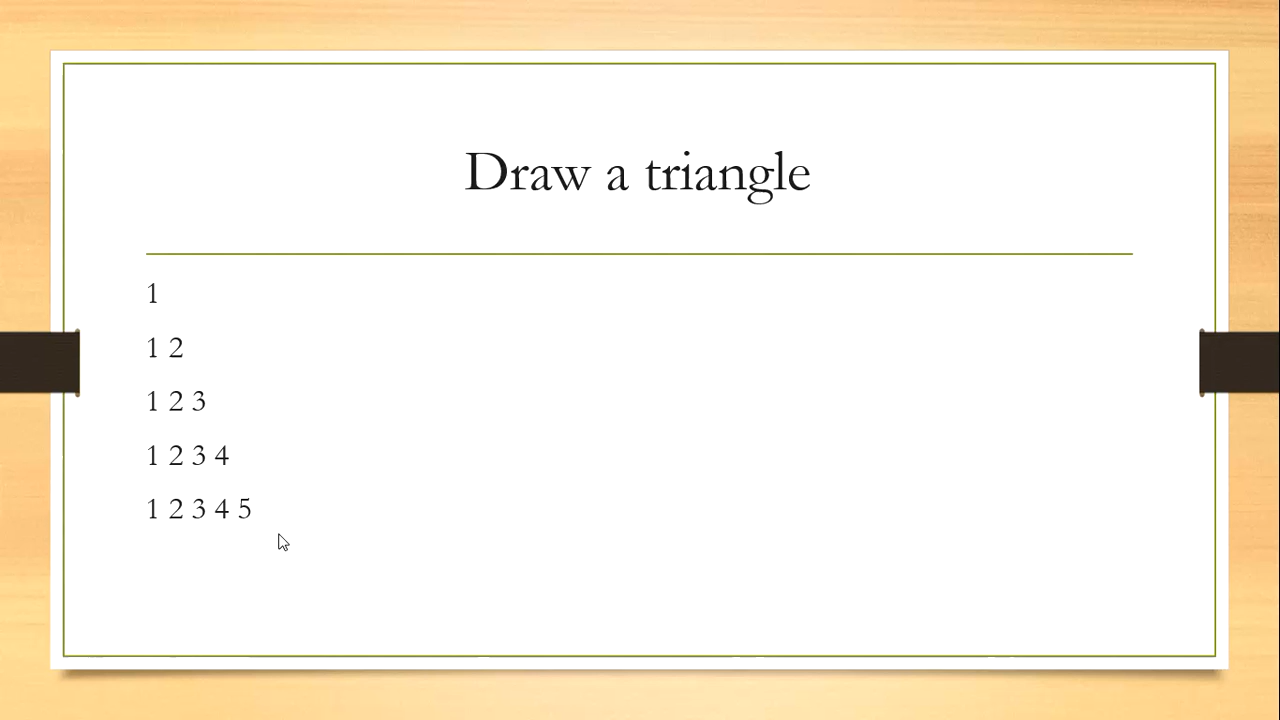 Draw a triangle
1
1 2
1 2 3
1 2 3 4
1 2 3 4 5